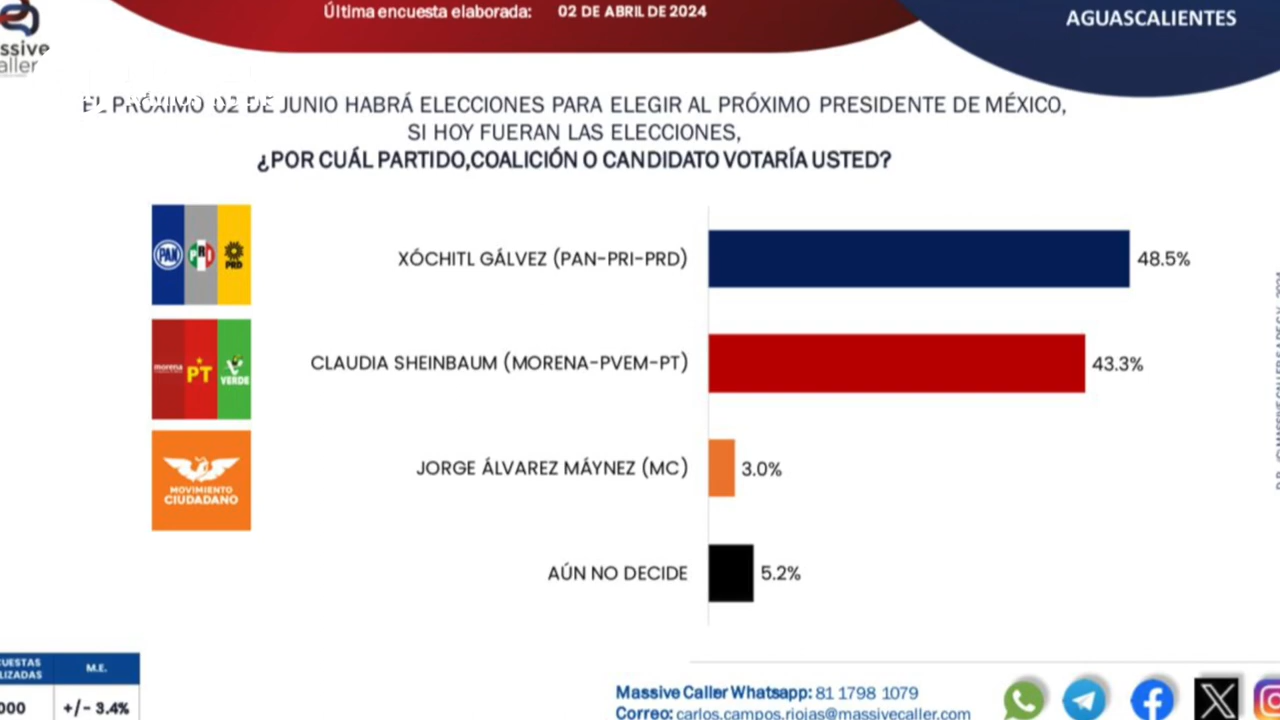 Última encuesta elaborada: 02 DE ABRIL DE 2024
AGUASCALIENTES
EL PRÓXIMO 02 DE JUNIO HABRÁ ELECCIONES PARA ELEGIR AL PRÓXIMO PRESIDENTE DE MÉXICO,
SI HOY FUERAN LAS ELECCIONES,
¿POR CUÁL PARTIDO,COALICIÓN O CANDIDATO VOTARÍA USTED?
PAN PRI PRD
XÓCHITL GÁLVEZ (PAN-PRI-PRD) 48.5%
morena PT VERDE
CLAUDIA SHEINBAUM (MORENA-PVEM-PT) 43.3%
MOVIMIENTO
CIUDADANO
JORGE ÁLVAREZ MÁYNEZ (MC) 3.0%
AÚN NO DECIDE 5.2%
M.E.
+/- 3.4%
Massive Caller Whatsapp: 81 1798 1079
Correo: carlos.campos.riojas@massivecaller.com